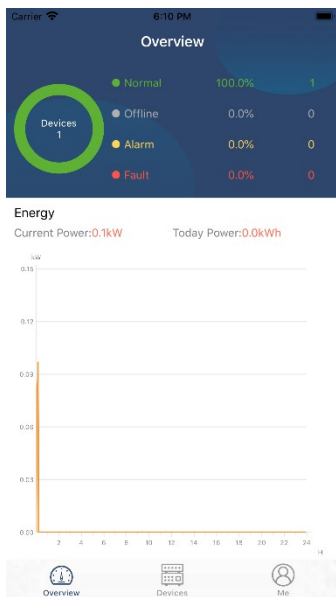 Carrier 6:10 PM
Overview
Normal 100.0% 1
Devices
1
Offline 0.0% 0
Alarm 0.0% 0
Fault 0.0% 0
Energy
Current Power:0.1kW Today Power:0.0kWh
kW
0.15
0.12
0.09
0.06
0.03
0.00
2 4 6 8 10 12 14 16 18 20 22 24
H
Overview Devices Me